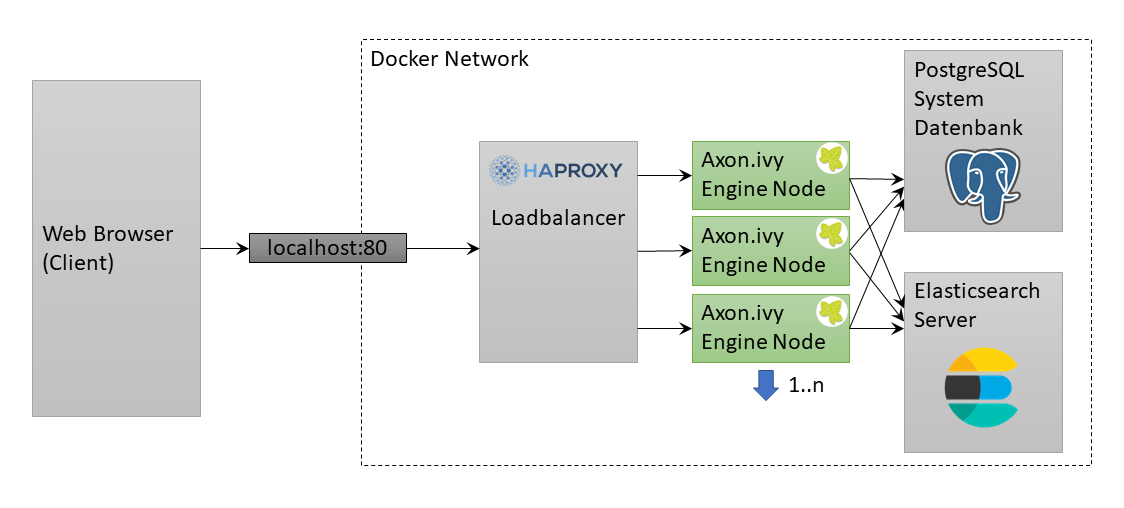 Docker Network
Web Browser
(Client)
localhost:80
HAPROXY
Loadbalancer
Axon.ivy
Engine Node
Axon.ivy
Engine Node
Axon.ivy
Engine Node
1..n
PostgreSQL
System
Datenbank
Elasticsearch
Server